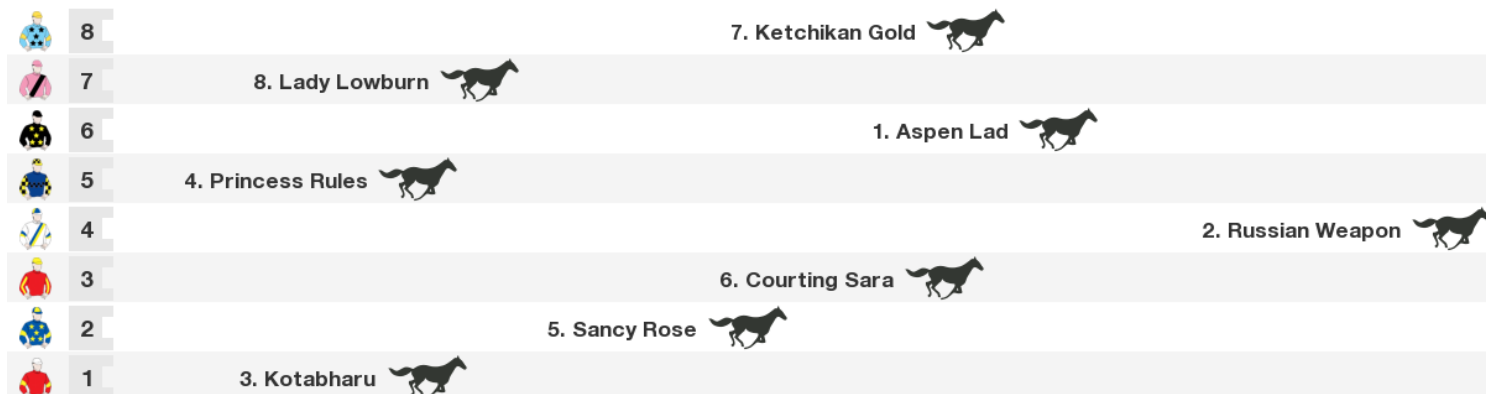 8 7. Ketchikan Gold
7 8. Lady Lowburn
6 1. Aspen Lad
5 4. Princess Rules
4 2. Russian Weapon
3 6. Courting Sara
2 5. Sancy Rose
1 3. Kotabharu